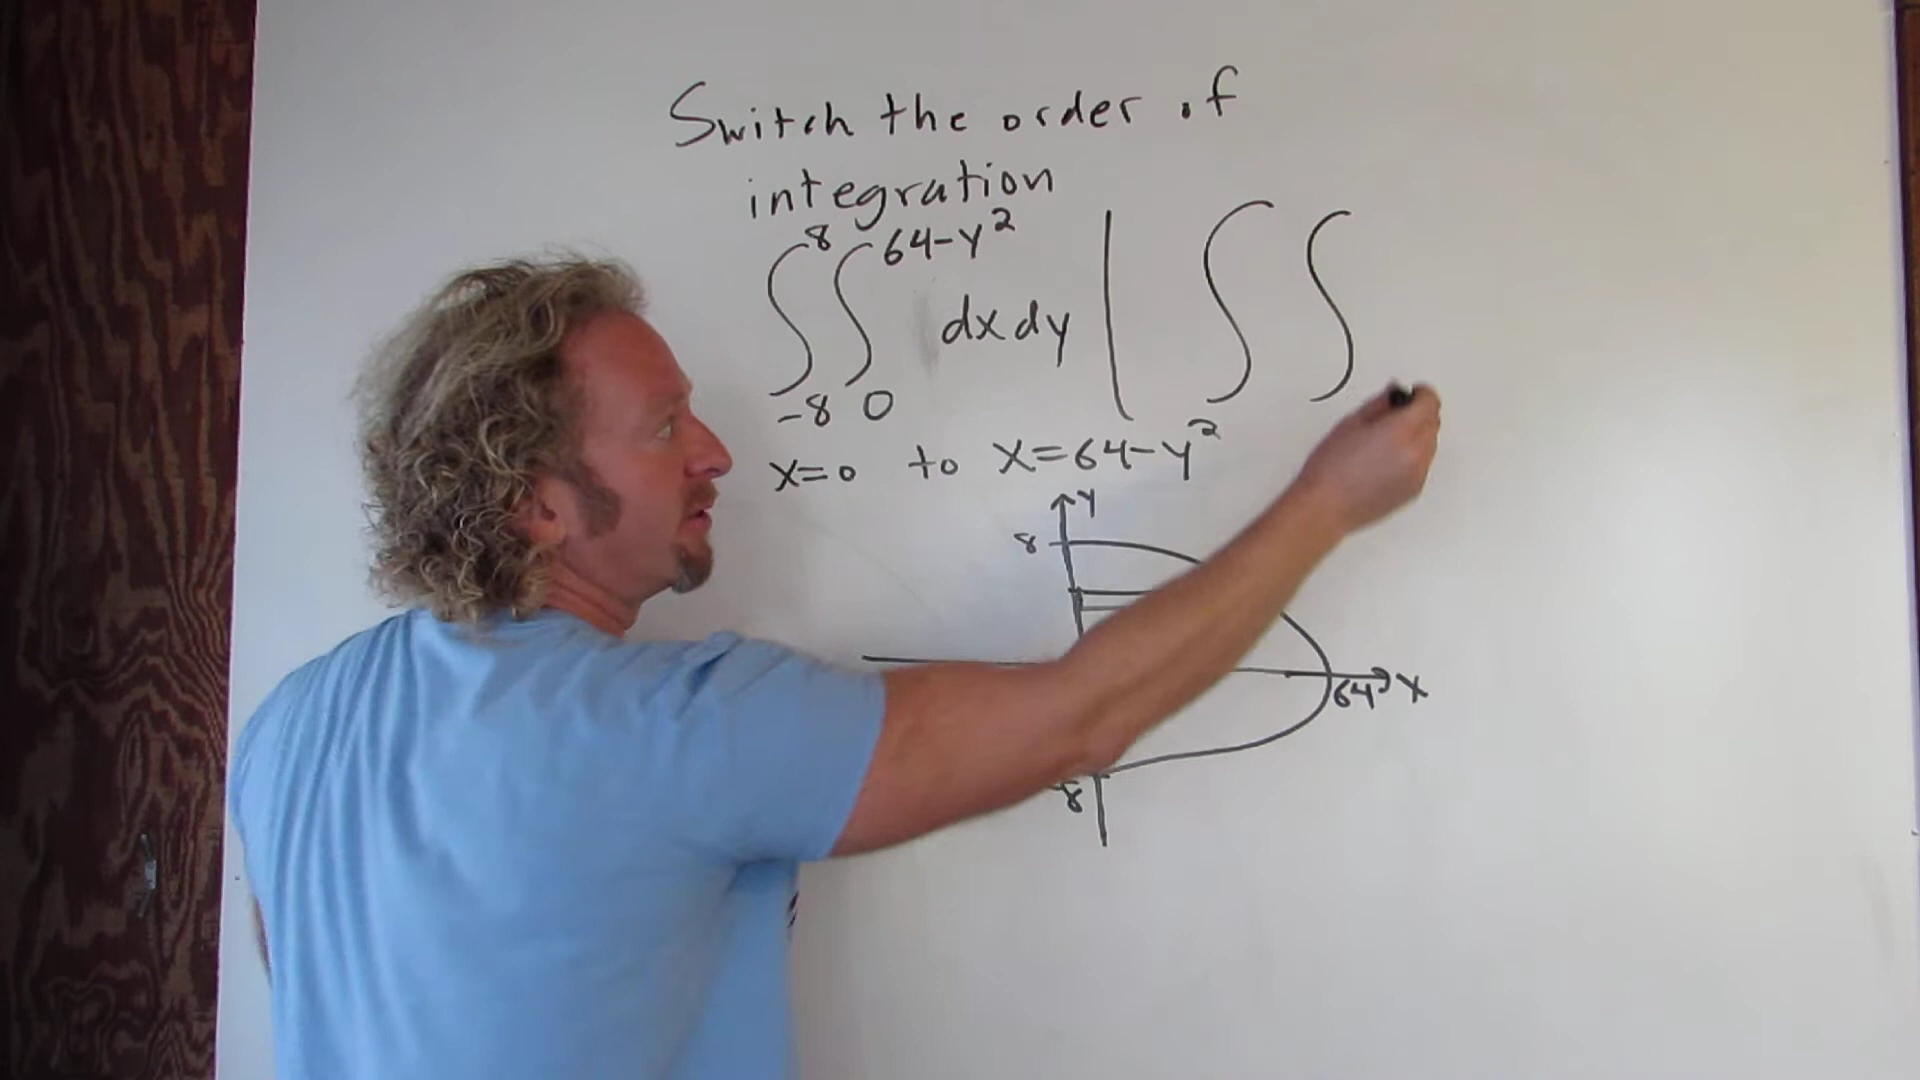 Switch the order of
integration
∫ ∫ dx dy | ∫ ∫
8 64-y²
-8 0
x=0 to x=64-y²
y
8
64 x
-8